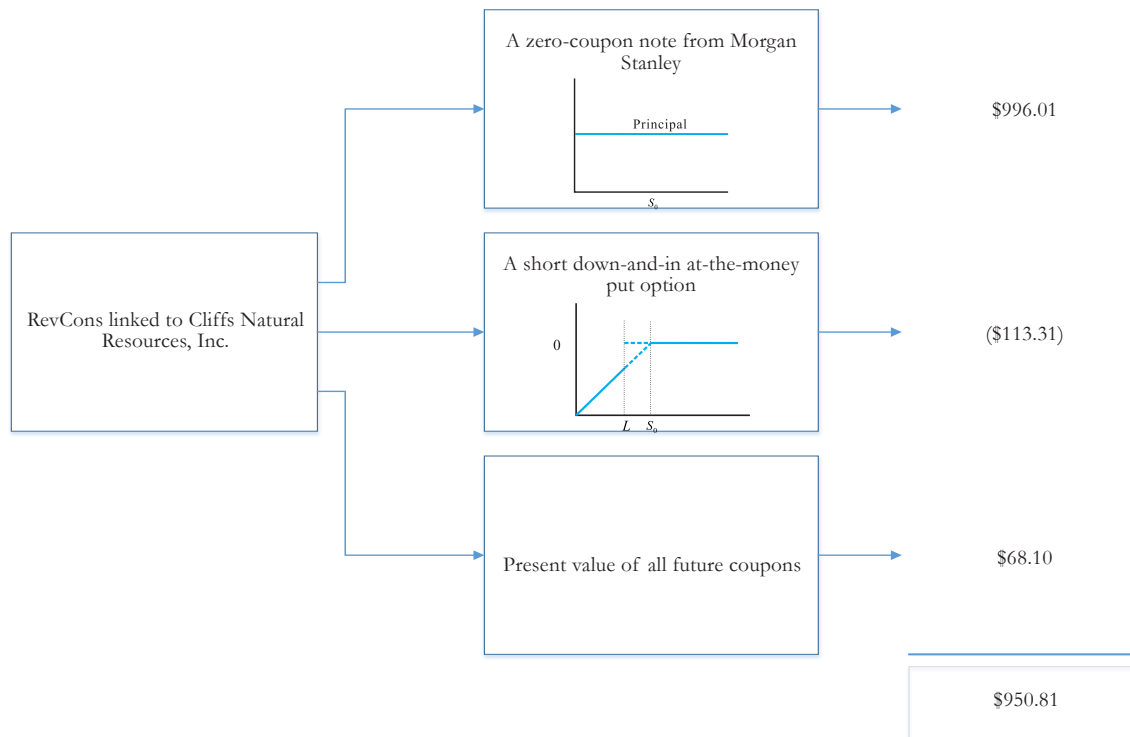 A zero-coupon note from Morgan
Stanley
Principal
S₀
$996.01
RevCons linked to Cliffs Natural
Resources, Inc.
A short down-and-in at-the-money
put option
0
L S₀
($113.31)
Present value of all future coupons
$68.10
$950.81